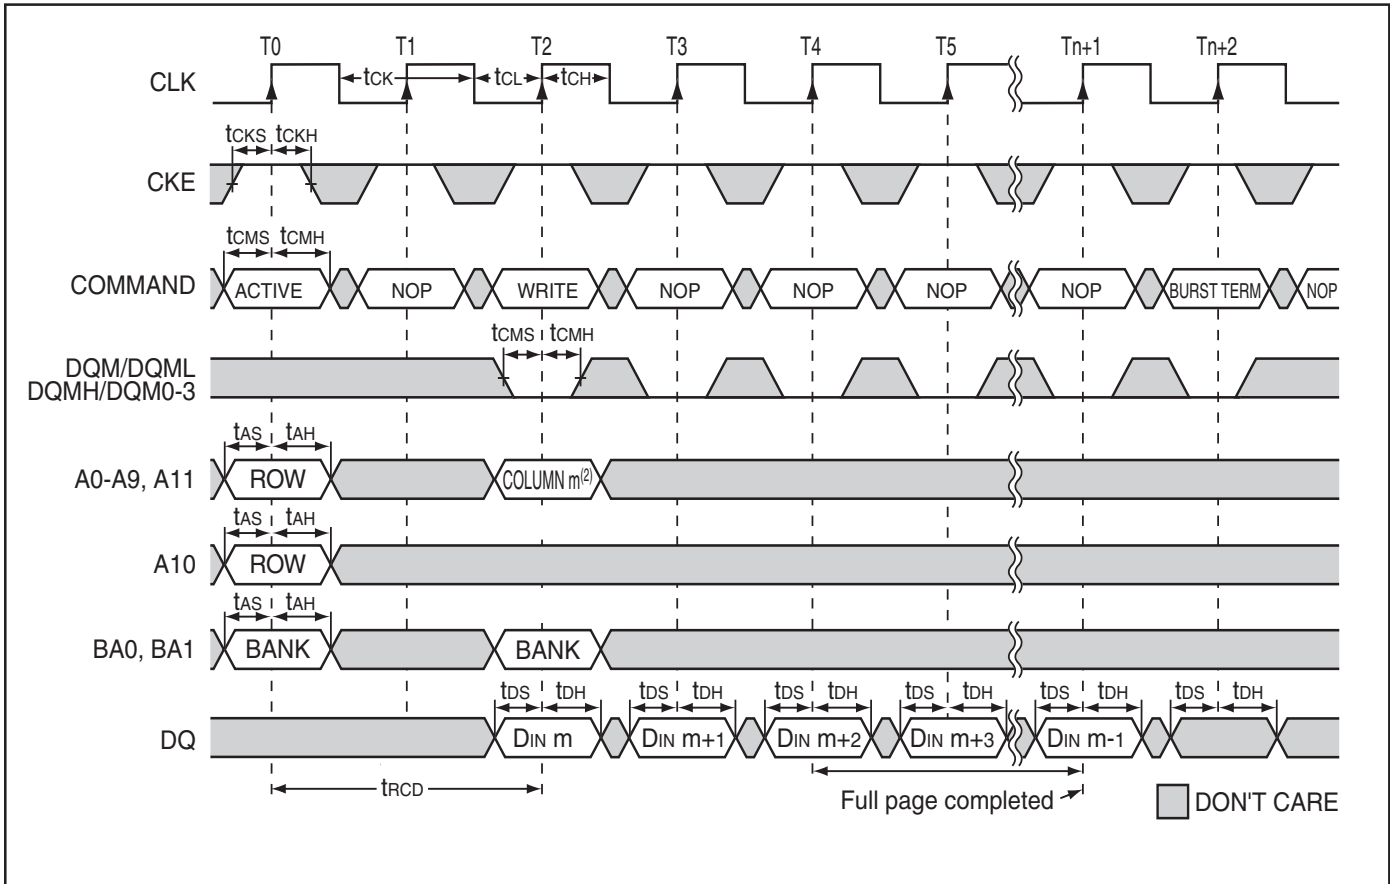 T0 T1 T2 T3 T4 T5 Tn+1 Tn+2
CLK tCK tCL tCH
tCKS tCKH
CKE
tCMS tCMH
COMMAND ACTIVE NOP WRITE NOP NOP NOP NOP BURST TERM NOP
tCMS tCMH
DQM/DQML
DQMH/DQM0-3
tAS tAH
A0-A9, A11 ROW COLUMN m(2)
tAS tAH
A10 ROW
tAS tAH
BA0, BA1 BANK BANK
tDS tDH tDS tDH tDS tDH tDS tDH tDS tDH tDS tDH
DQ DIN m DIN m+1 DIN m+2 DIN m+3 DIN m-1
tRCD
Full page completed
DON'T CARE